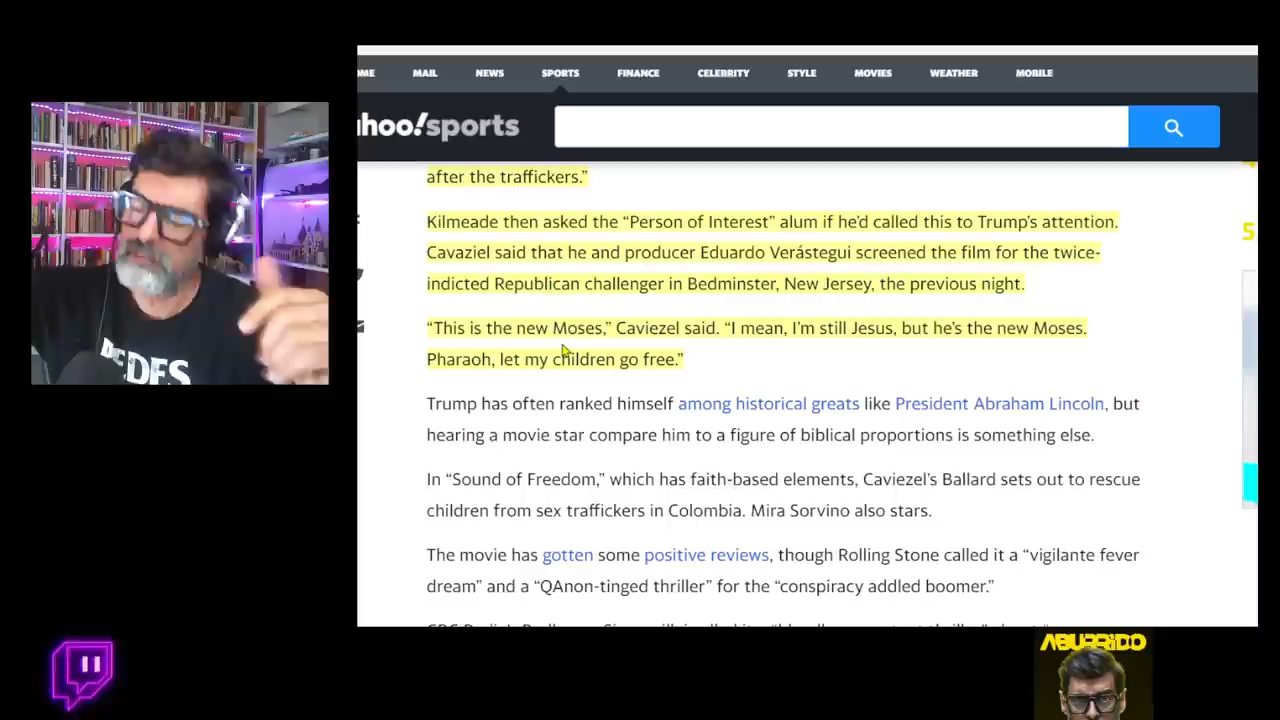 OME MAIL NEWS SPORTS FINANCE CELEBRITY STYLE MOVIES WEATHER MOBILE
ahoo!sports
after the traffickers.”
Kilmeade then asked the “Person of Interest” alum if he’d called this to Trump’s attention.
Cavaziel said that he and producer Eduardo Verástegui screened the film for the twice-
indicted Republican challenger in Bedminster, New Jersey, the previous night.
5
“This is the new Moses,” Caviezel said. “I mean, I’m still Jesus, but he’s the new Moses.
Pharaoh, let my children go free.”
EDES
Trump has often ranked himself among historical greats like President Abraham Lincoln, but
hearing a movie star compare him to a figure of biblical proportions is something else.
In “Sound of Freedom,” which has faith-based elements, Caviezel’s Ballard sets out to rescue
children from sex traffickers in Colombia. Mira Sorvino also stars.
The movie has gotten some positive reviews, though Rolling Stone called it a “vigilante fever
dream” and a “QAnon-tinged thriller” for the “conspiracy addled boomer.”
ABURRIDO